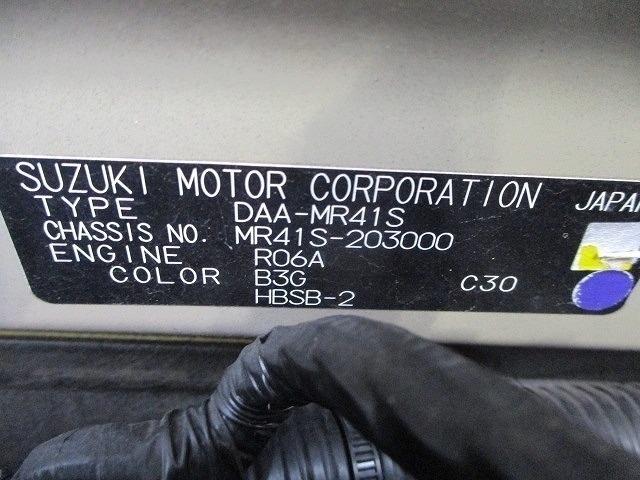 SUZUKI MOTOR CORPORATION JAPAN
TYPE DAA-MR41S
CHASSIS NO. MR41S-203000
ENGINE R06A
COLOR B3G C30
HBSB-2